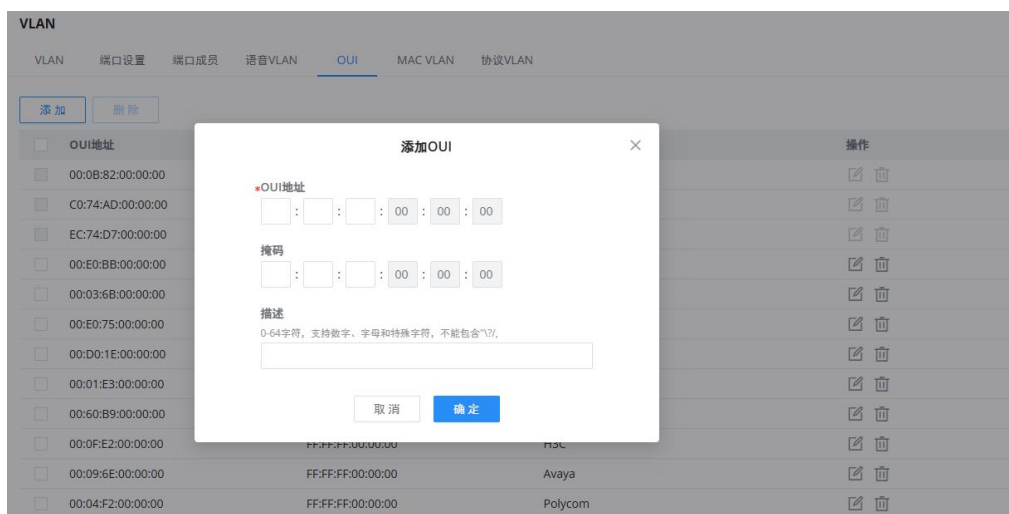 VLAN
VLAN 端口设置 端口成员 语音VLAN OUI MAC VLAN 协议VLAN
添加 删除
OUI地址 操作
添加OUI
00:0B:82:00:00:00
*OUI地址
C0:74:AD:00:00:00
: : : 00 : 00 : 00
EC:74:D7:00:00:00
掩码
00:E0:BB:00:00:00
: : : 00 : 00 : 00
00:03:6B:00:00:00
描述
00:E0:75:00:00:00
0-64字符，支持数字、字母和特殊字符，不能包含"\?/,
00:D0:1E:00:00:00
00:01:E3:00:00:00
00:60:B9:00:00:00
取消 确定
00:0F:E2:00:00:00 FF:FF:FF:00:00:00 H3C
00:09:6E:00:00:00 FF:FF:FF:00:00:00 Avaya
00:04:F2:00:00:00 FF:FF:FF:00:00:00 Polycom